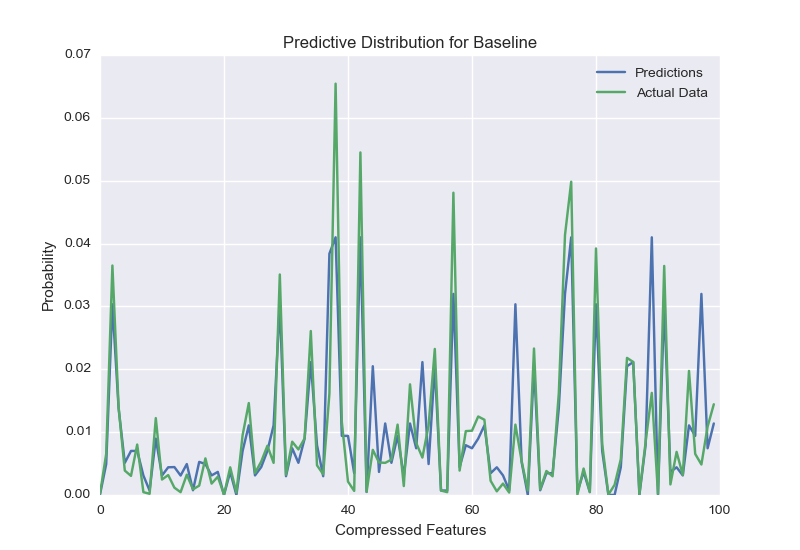 Predictive Distribution for Baseline
0.07
0.06
0.05
0.04
0.03
0.02
0.01
0.00
Probability
Predictions
Actual Data
0 20 40 60 80 100
Compressed Features